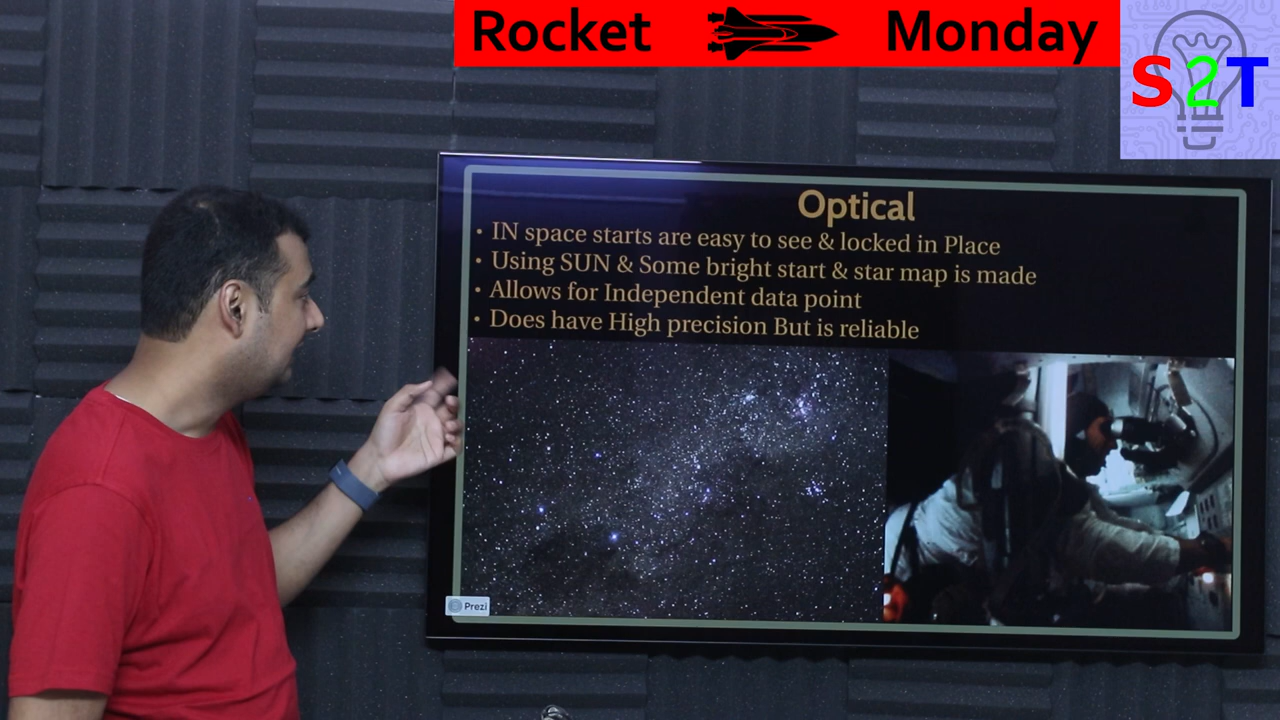 Rocket Monday
S2T
Optical
• IN space starts are easy to see & locked in Place
• Using SUN & Some bright start & star map is made
• Allows for Independent data point
• Does have High precision But is reliable
Prezi